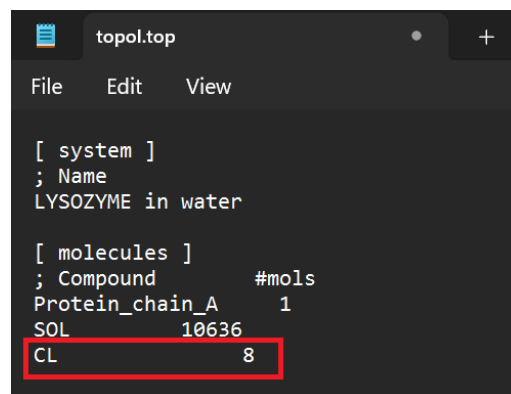 topol.top
File Edit View
[ system ]
; Name
LYSOZYME in water
[ molecules ]
; Compound #mols
Protein_chain_A 1
SOL 10636
CL 8